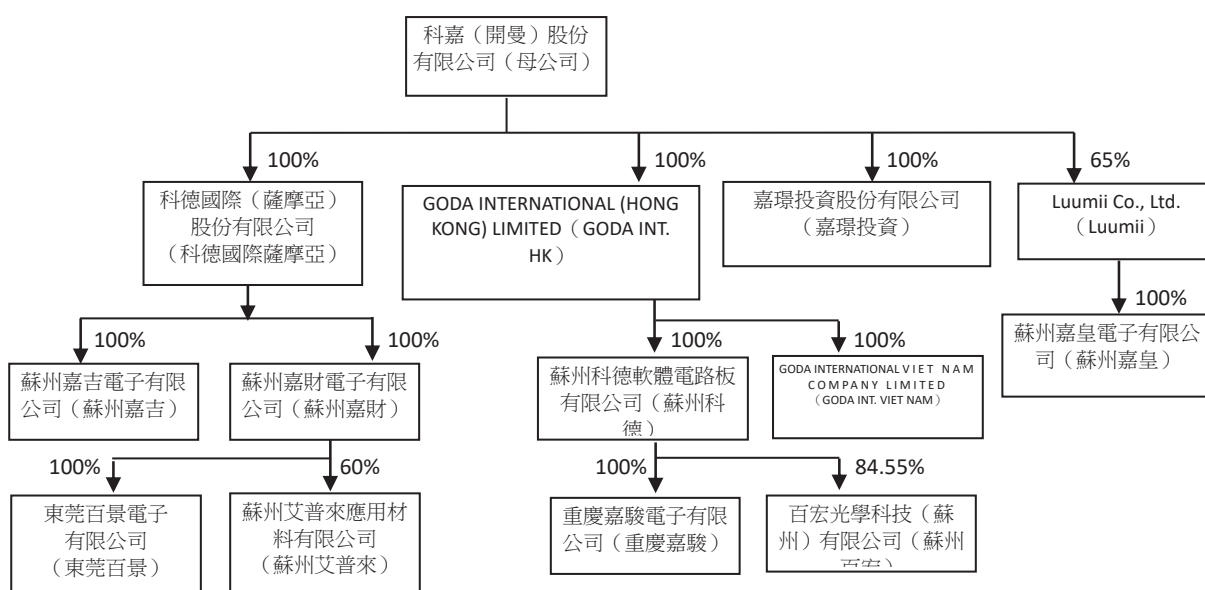 科嘉（開曼）股份
有限公司（母公司）
100%
100%
100%
65%
科德國際（薩摩亞）
股份有限公司
（科德國際薩摩亞）
GODA INTERNATIONAL (HONG
KONG) LIMITED（GODA INT.
HK）
嘉璟投資股份有限公司
（嘉璟投資）
Luumii Co., Ltd.
（Luumii）
100%
100%
100%
100%
100%
蘇州嘉吉電子有限
公司（蘇州嘉吉）
蘇州嘉財電子有限
公司（蘇州嘉財）
蘇州科德軟體電路板
有限公司（蘇州科
德）
GODA INTERNATIONAL VIET NAM
COMPANY LIMITED
（GODA INT. VIET NAM）
蘇州嘉皇電子有限公
司（蘇州嘉皇）
100%
60%
100%
84.55%
東莞百景電子
有限公司
（東莞百景）
蘇州艾普來應用材
料有限公司
（蘇州艾普來）
重慶嘉駿電子有限
公司（重慶嘉駿）
百宏光學科技（蘇
州）有限公司（蘇州
百宏）